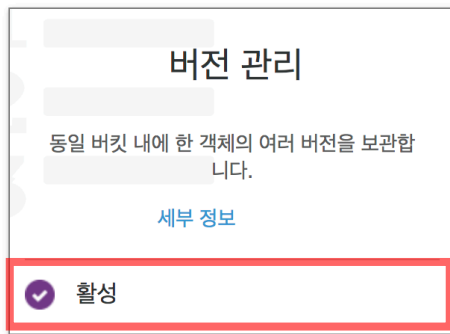 버전 관리
동일 버킷 내에 한 객체의 여러 버전을 보관합
니다.
세부 정보
활성